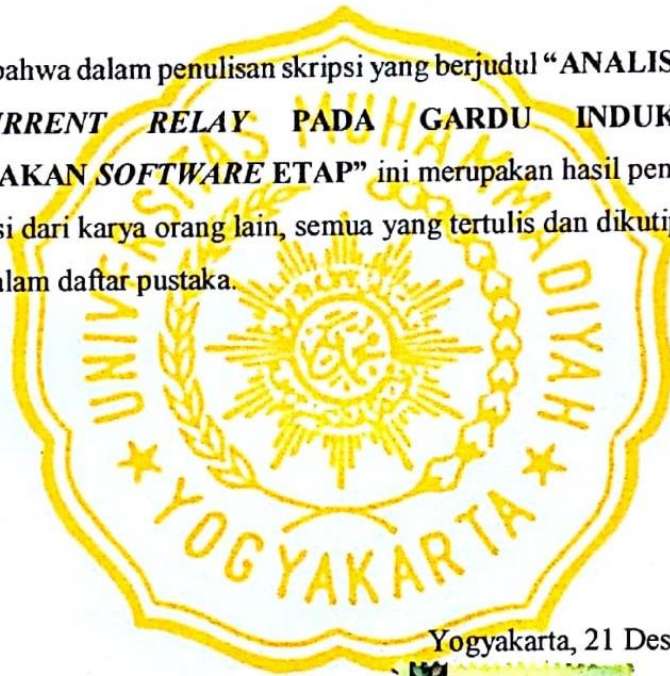 bahwa dalam penulisan skripsi yang berjudul “ANALIS
RRENT RELAY PADA GARDU INDUK
AKAN SOFTWARE ETAP” ini merupakan hasil pen
si dari karya orang lain, semua yang tertulis dan dikutip
alam daftar pustaka.
UNIVERSITAS MUHAMMADIYAH
YOGYAKARTA
Yogyakarta, 21 Des